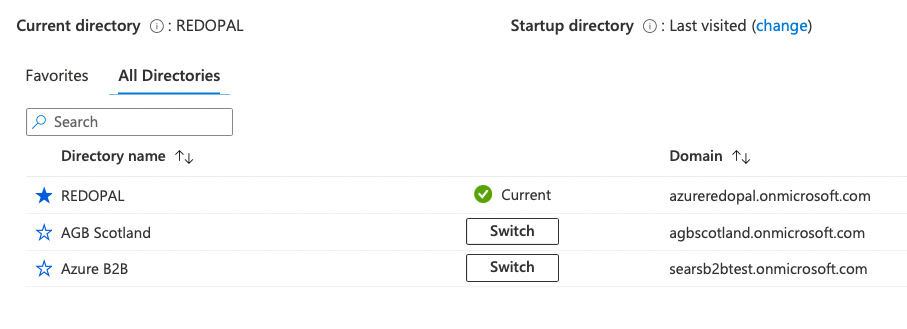 Current directory : REDOPAL Startup directory : Last visited (change)
Favorites All Directories
Search
Directory name Domain
REDOPAL Current azureredopal.onmicrosoft.com
AGB Scotland Switch agbscotland.onmicrosoft.com
Azure B2B Switch searsb2btest.onmicrosoft.com